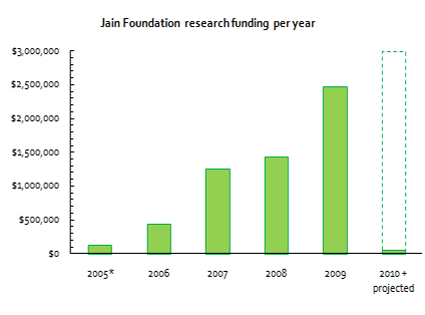 Jain Foundation research funding per year
$3,000,000
$2,500,000
$2,000,000
$1,500,000
$1,000,000
$500,000
$0
2005* 2006 2007 2008 2009 2010 +
projected